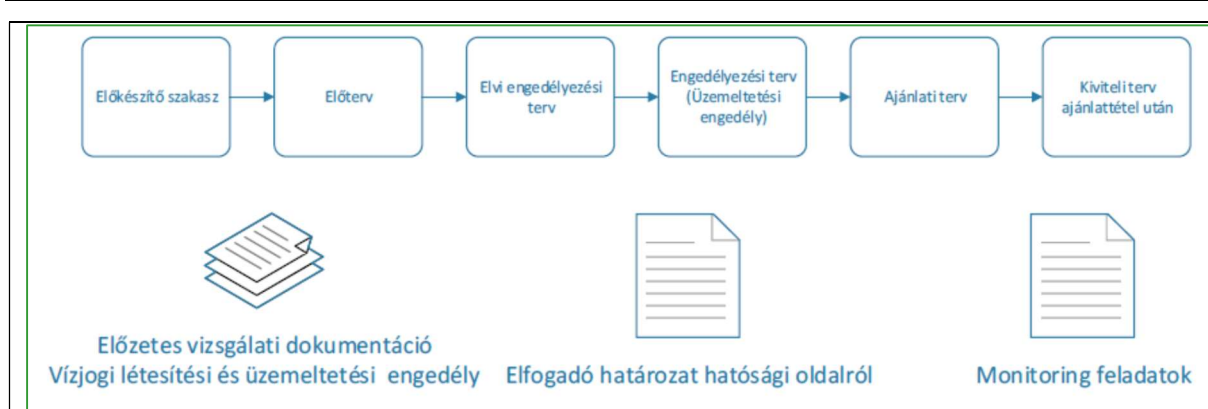 Előkészítő szakasz
Előterv
Elvi engedélyezési
terv
Engedélyezési terv
(Üzemeltetési
engedély)
Ajánlati terv
Kiviteli terv
ajánlattétel után
Előzetes vizsgálati dokumentáció
Vízjogi létesítési és üzemeltetési engedély
Elfogadó határozat hatósági oldalról
Monitoring feladatok